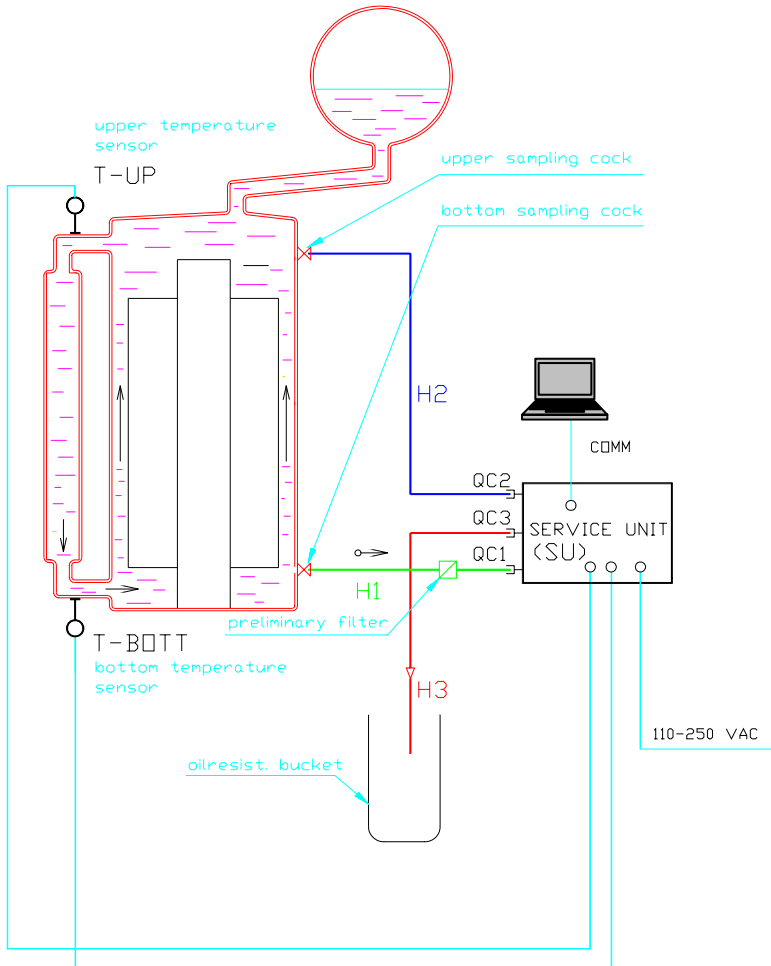 upper temperature
sensor
T-UP
upper sampling cock
bottom sampling cock
H2
COMM
QC2
QC3
QC1
SERVICE UNIT
(SU)
H1
preliminary filter
T-BOTT
bottom temperature
sensor
H3
110-250 VAC
oilresist. bucket